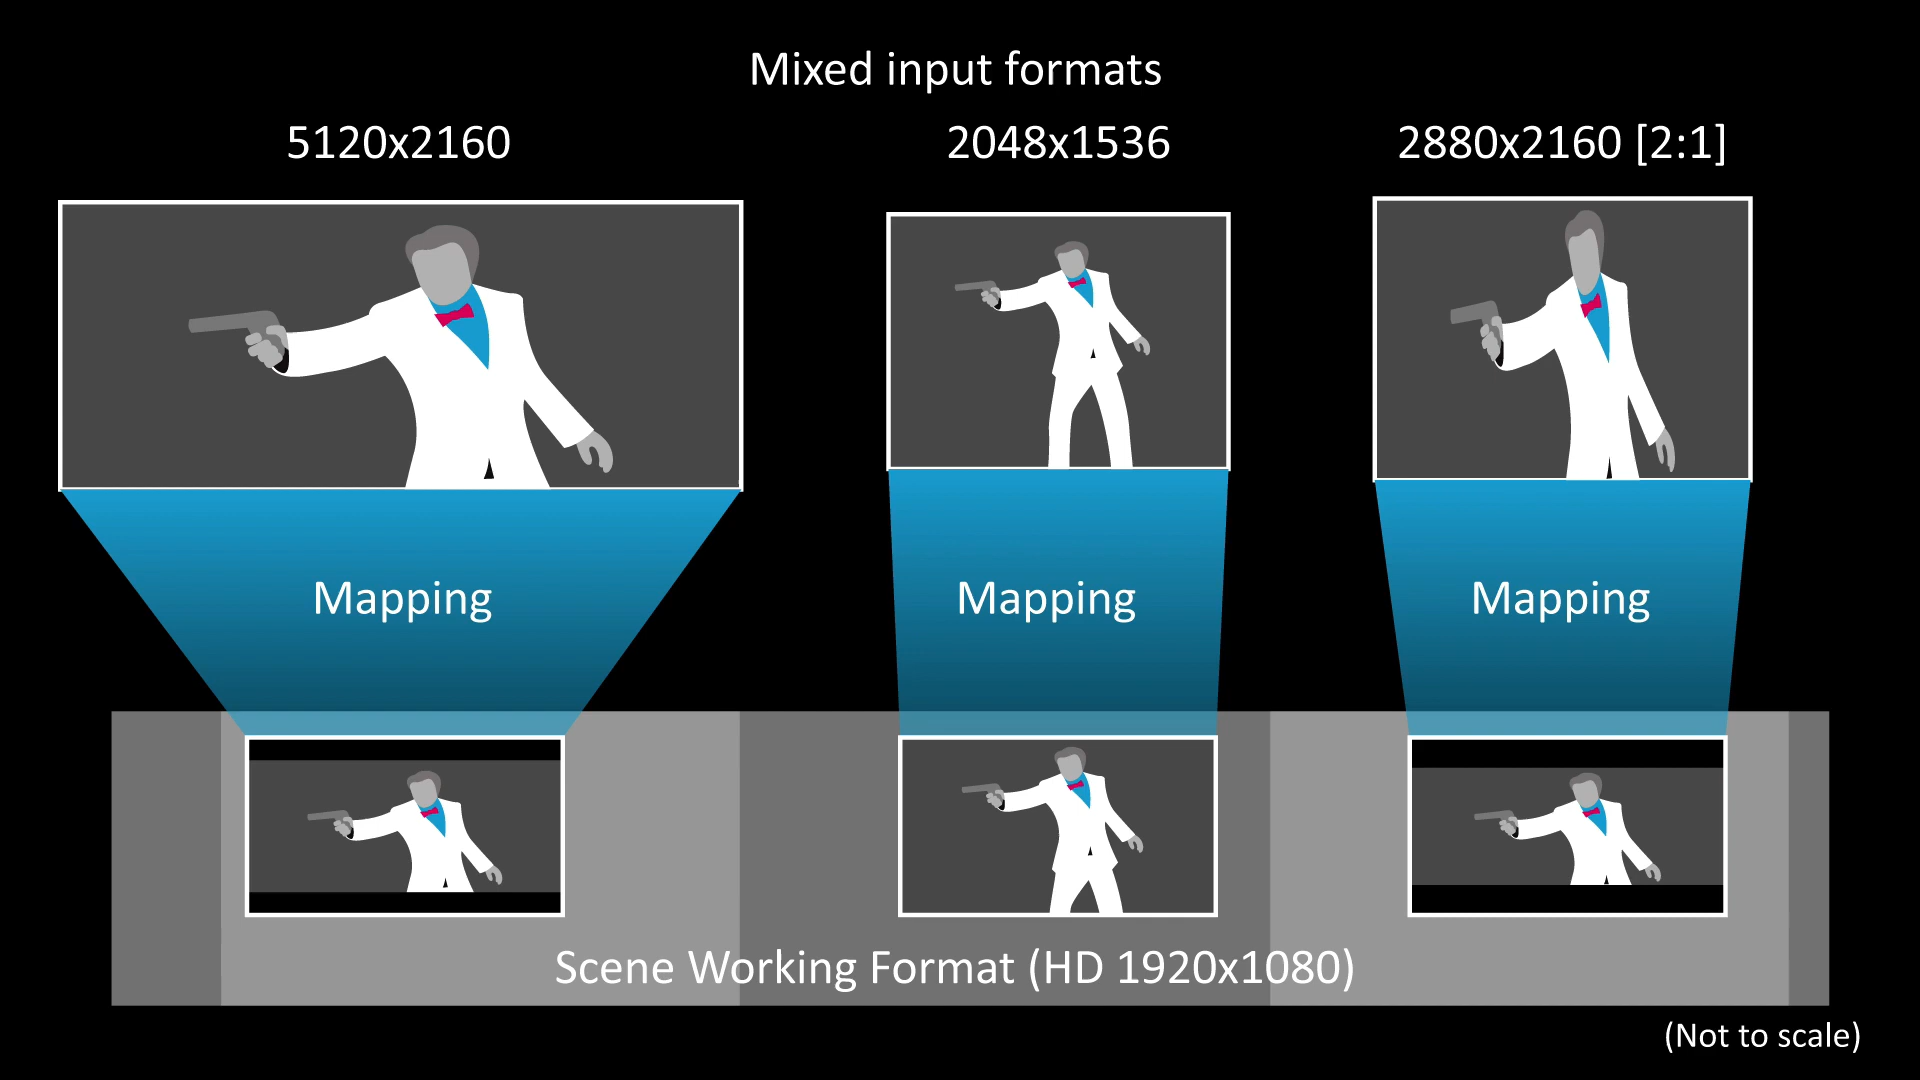 Mixed input formats
5120x2160
2048x1536
2880x2160 [2:1]
Mapping
Mapping
Mapping
Scene Working Format (HD 1920x1080)
(Not to scale)